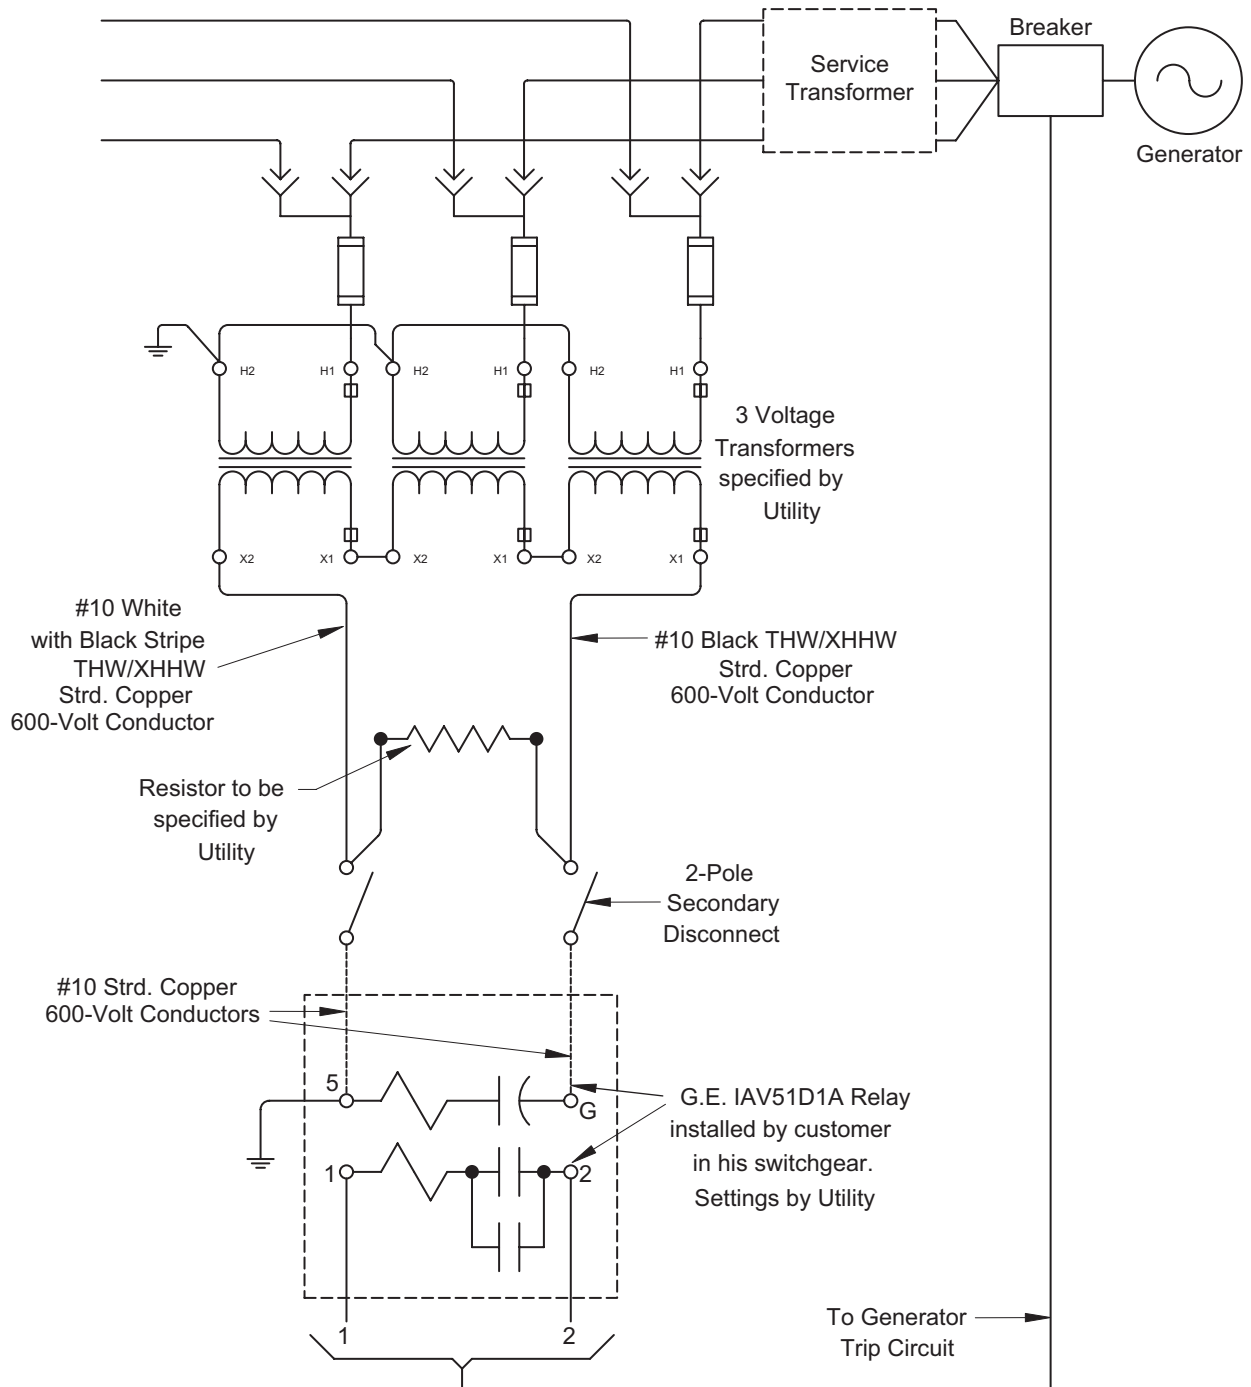 Breaker
Service
Transformer
Generator
H2 H1 H2 H1 H2 H1
3 Voltage
Transformers
specified by
Utility
X2 X1 X2 X1 X2 X1
#10 White
with Black Stripe
THW/XHHW
Strd. Copper
600-Volt Conductor
#10 Black THW/XHHW
Strd. Copper
600-Volt Conductor
Resistor to be
specified by
Utility
2-Pole
Secondary
Disconnect
#10 Strd. Copper
600-Volt Conductors
5 G
G.E. IAV51D1A Relay
installed by customer
in his switchgear.
Settings by Utility
1 2
To Generator
Trip Circuit
1 2